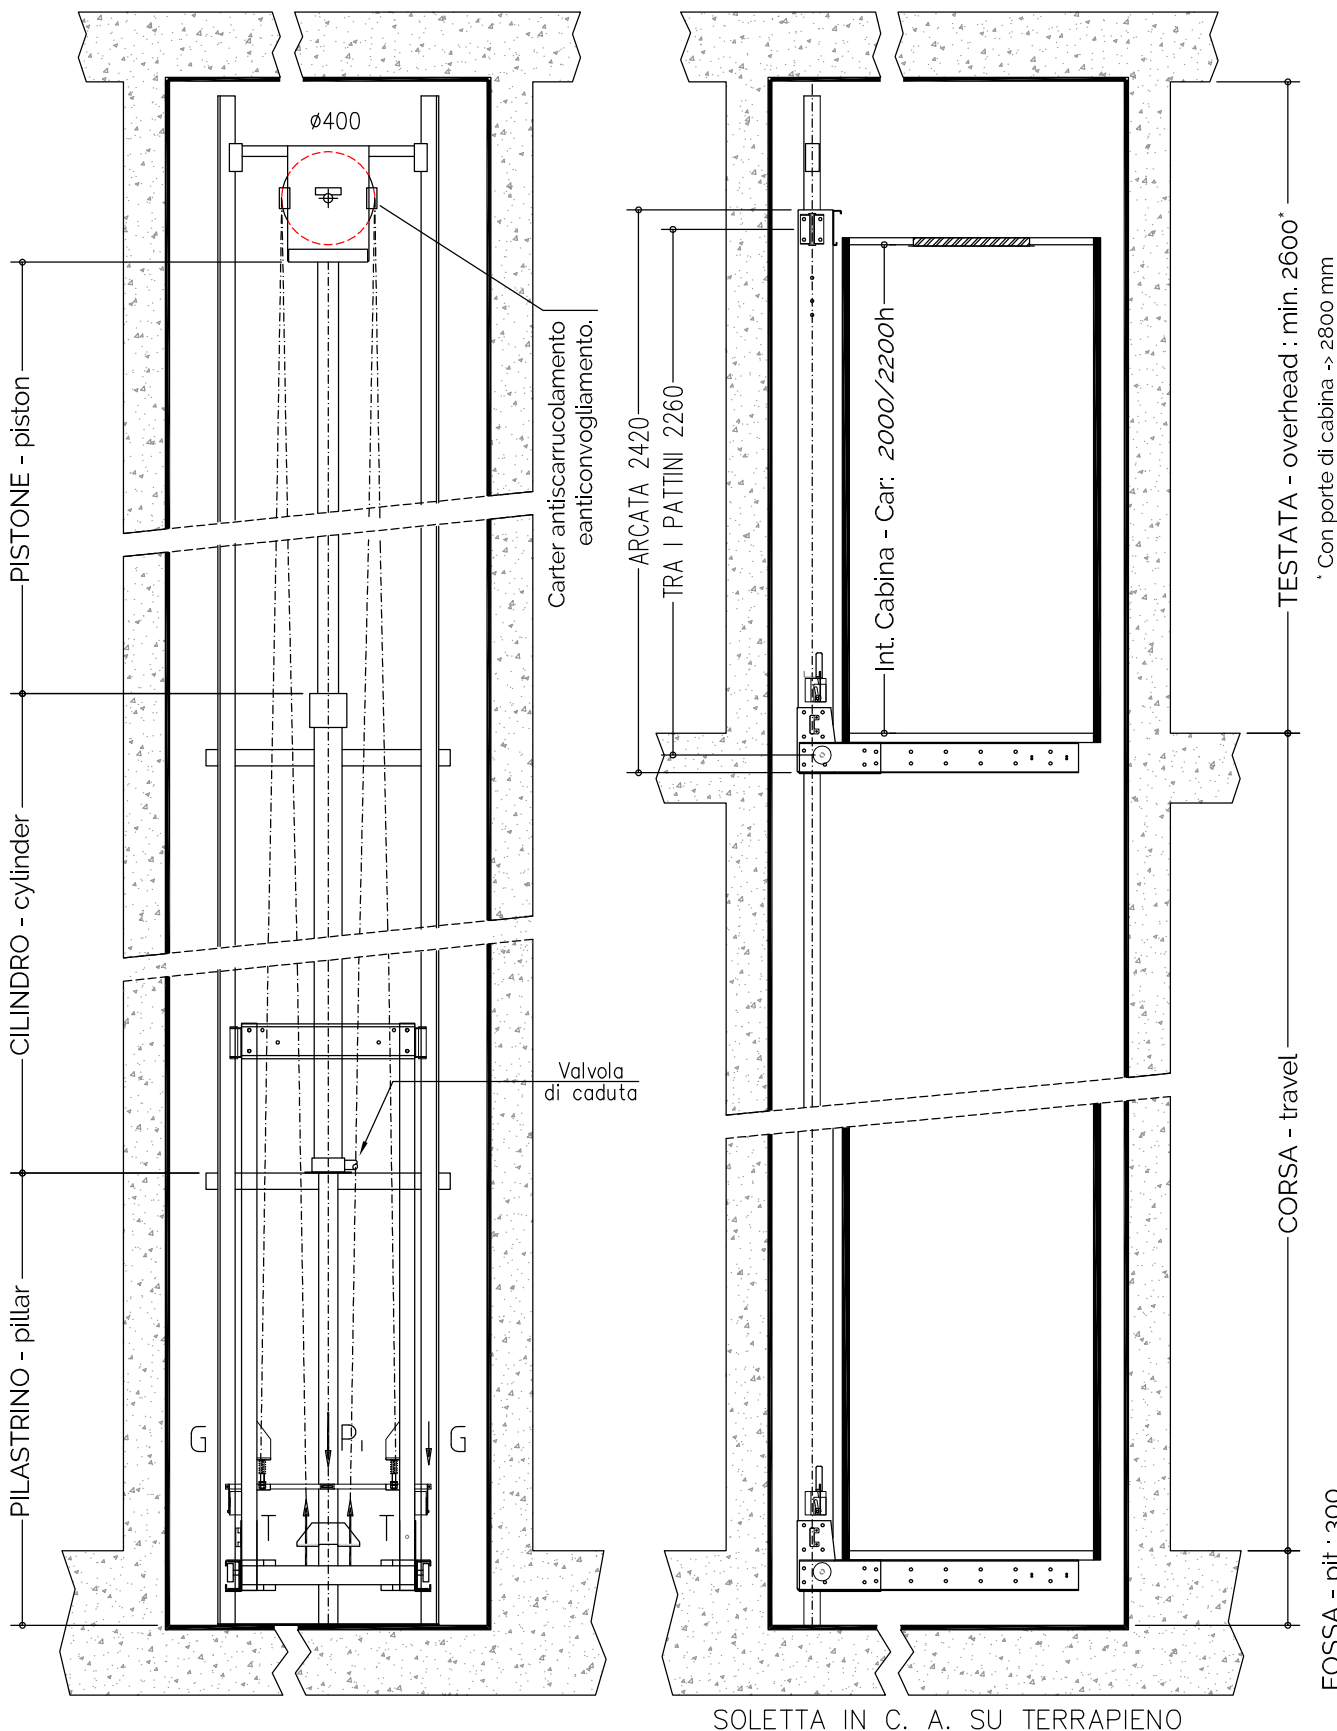 ø400
PISTONE - piston
CILINDRO - cylinder
PILASTRINO - pillar
Carter antiscarrucolamento
eanticonvogliamento.
Valvola
di caduta
G
P1
G
T
T
ARCATA 2420
TRA I PATTINI 2260
Int. Cabina - Car: 2000/2200h
TESTATA - overhead : min. 2600*
* Con porte di cabina -> 2800 mm
CORSA - travel
FOSSA - pit : 300
SOLETTA IN C. A. SU TERRAPIENO